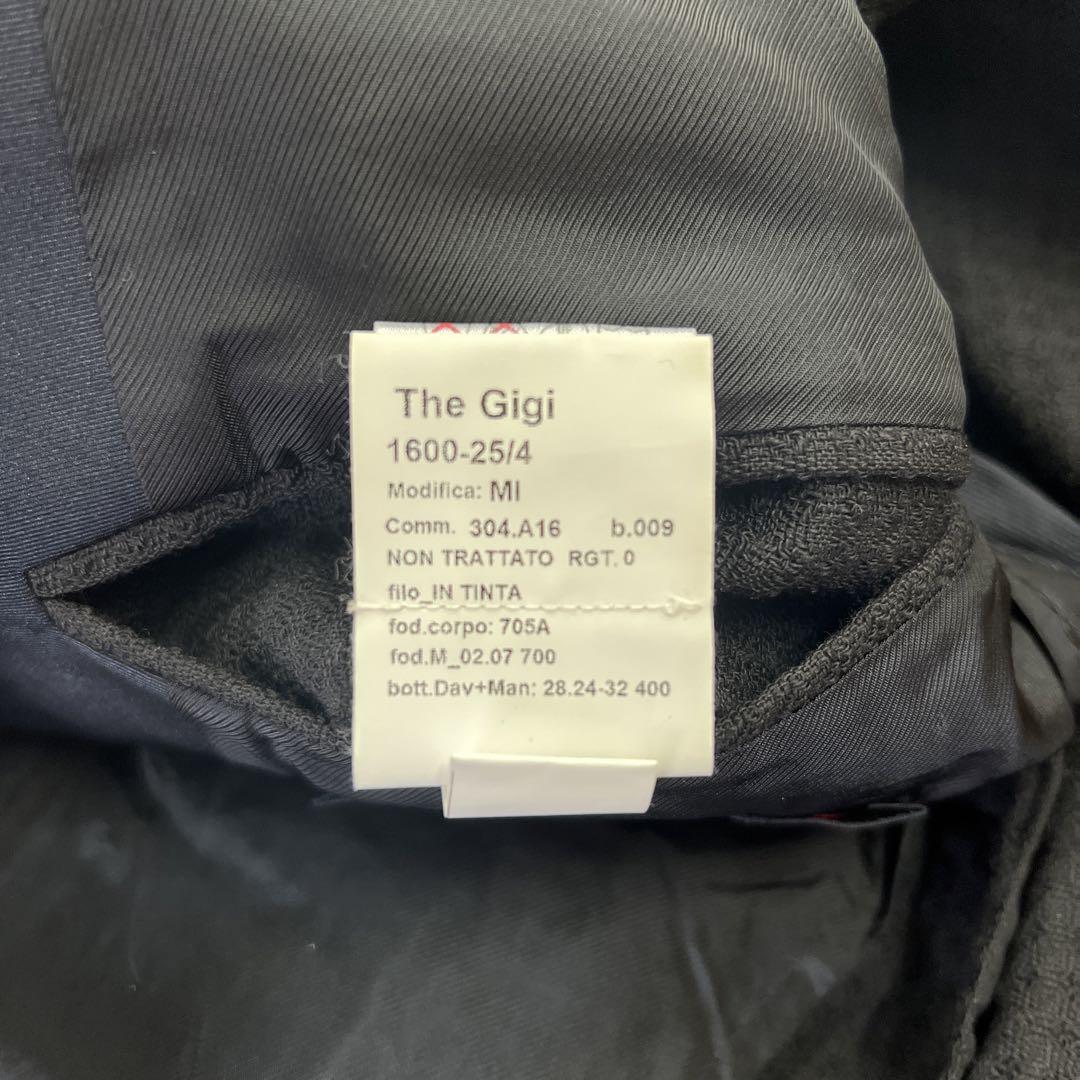 The Gigi
1600-25/4
Modifica: MI
Comm. 304.A16 b.009
NON TRATTATO RGT. 0
filo_IN TINTA
fod.corpo: 705A
fod.M_02.07 700
bott.Dav+Man: 28.24-32 400